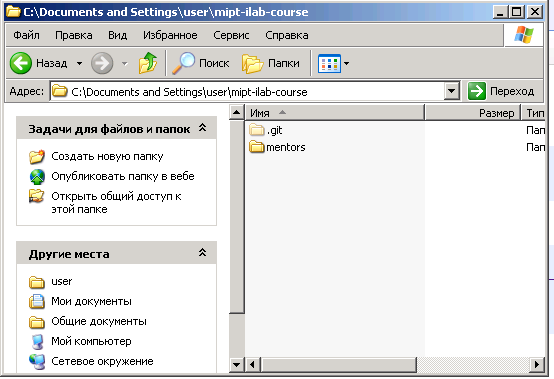 C:\Documents and Settings\user\mipt-ilab-course
Файл Правка Вид Избранное Сервис Справка
Назад Поиск Папки
Адрес: C:\Documents and Settings\user\mipt-ilab-course Переход
Задачи для файлов и папок
Создать новую папку
Опубликовать папку в вебе
Открыть общий доступ к
этой папке
Другие места
user
Мои документы
Общие документы
Мой компьютер
Сетевое окружение
Имя Размер Тип
.git Пап
mentors Пап